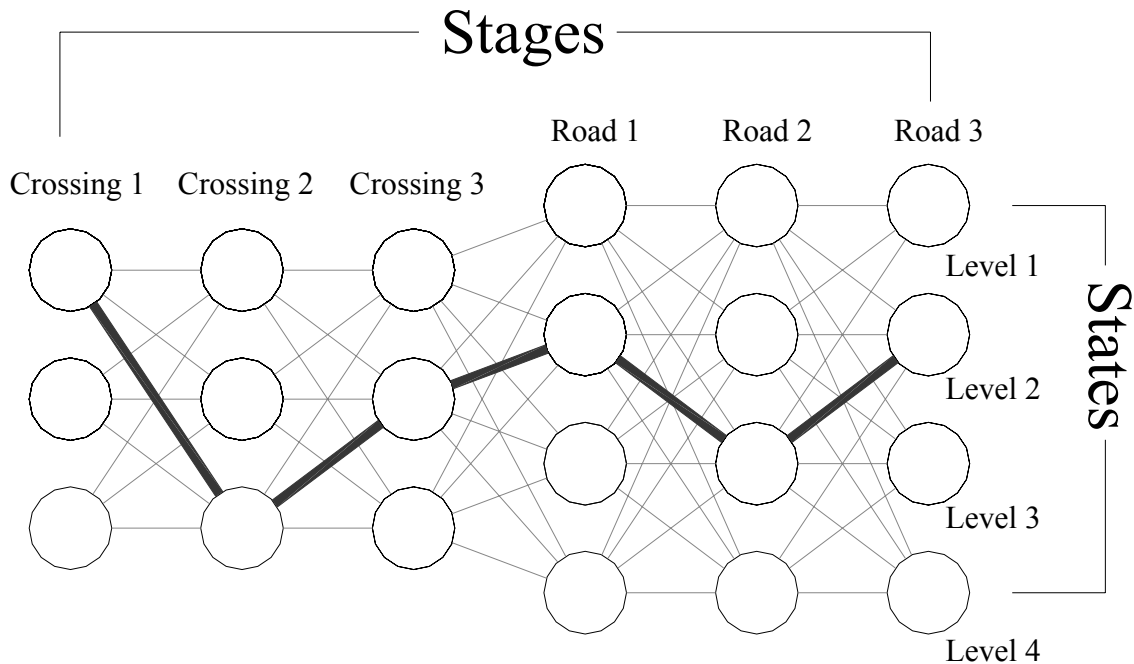 Stages
Road 1
Road 2
Road 3
Crossing 1
Crossing 2
Crossing 3
Level 1
Level 2
Level 3
Level 4
States